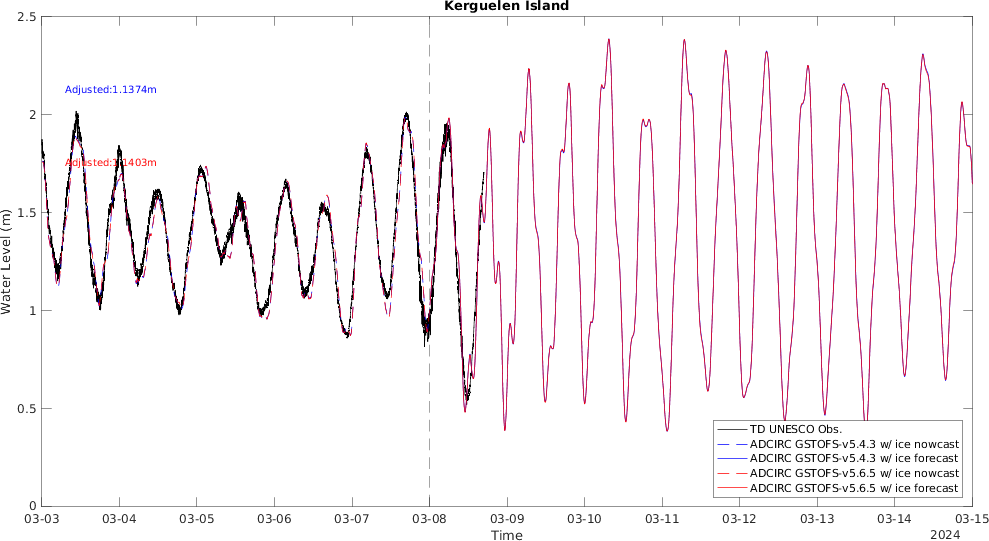 Kerguelen Island
2.5
2
1.5
1
0.5
0
Water Level (m)
Adjusted:1.1374m
Adjusted:1.1403m
TD UNESCO Obs.
ADCIRC GSTOFS-v5.4.3 w/ ice nowcast
ADCIRC GSTOFS-v5.4.3 w/ ice forecast
ADCIRC GSTOFS-v5.6.5 w/ ice nowcast
ADCIRC GSTOFS-v5.6.5 w/ ice forecast
03-03 03-04 03-05 03-06 03-07 03-08 03-09 03-10 03-11 03-12 03-13 03-14 03-15
Time
2024